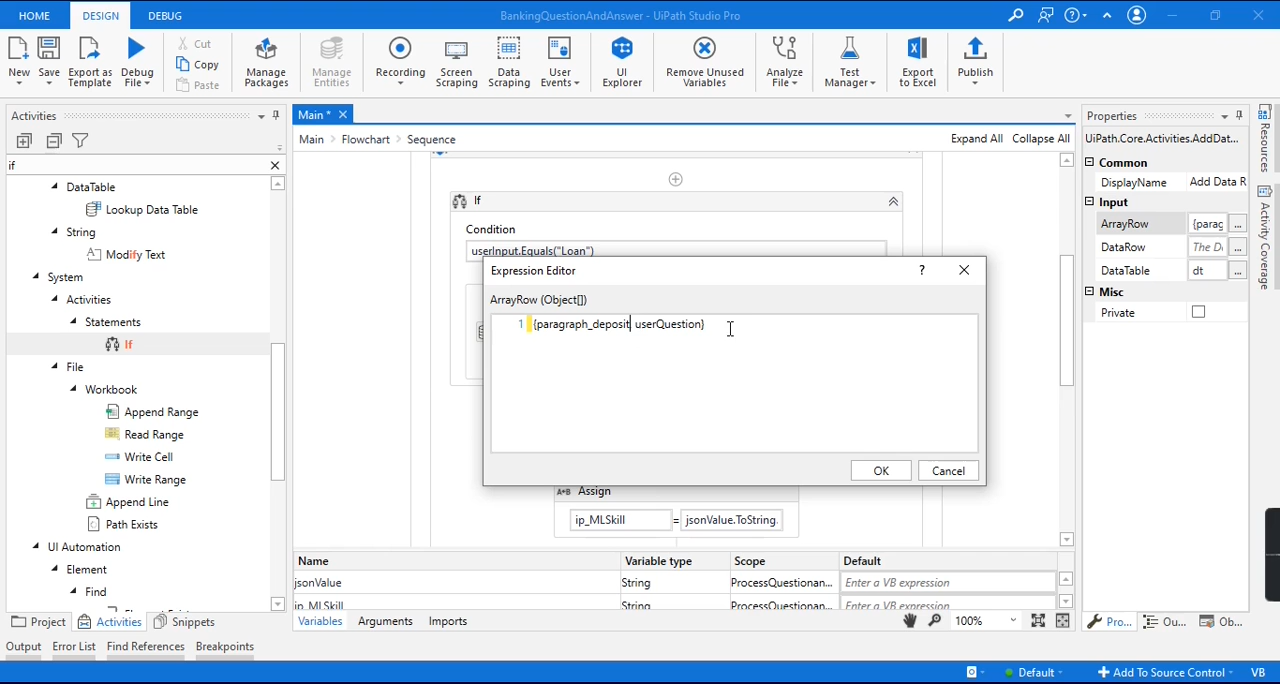 HOME DESIGN DEBUG BankingQuestionAndAnswer - UiPath Studio Pro
New Save Export as Template Debug File Cut Copy Paste Manage Packages Manage Entities Recording Screen Scraping Data Scraping User Events UI Explorer Remove Unused Variables Analyze File Test Manager Export to Excel Publish
Activities
if
DataTable
Lookup Data Table
String
Modify Text
System
Activities
Statements
If
File
Workbook
Append Range
Read Range
Write Cell
Write Range
Append Line
Path Exists
UI Automation
Element
Find
Project Activities Snippets
Main *
Main Flowchart Sequence Expand All Collapse All
If
Condition
userInput.Equals("Loan")
Expression Editor ?
ArrayRow (Object[])
1 {paragraph_deposit userQuestion}
OK Cancel
A+B Assign
ip_MLSkill = jsonValue.ToString.
Name Variable type Scope Default
jsonValue String ProcessQuestionan... Enter a VB expression
ip_MLSkill String ProcessQuestionan... Enter a VB expression
Variables Arguments Imports 100%
Properties
UiPath.Core.Activities.AddDat...
Common
DisplayName Add Data R
Input
ArrayRow {parag ...
DataRow The D ...
DataTable dt ...
Misc
Private
Pro... Ou... Ob...
Resources
Activity Coverage
Output Error List Find References Breakpoints
Default Add To Source Control VB